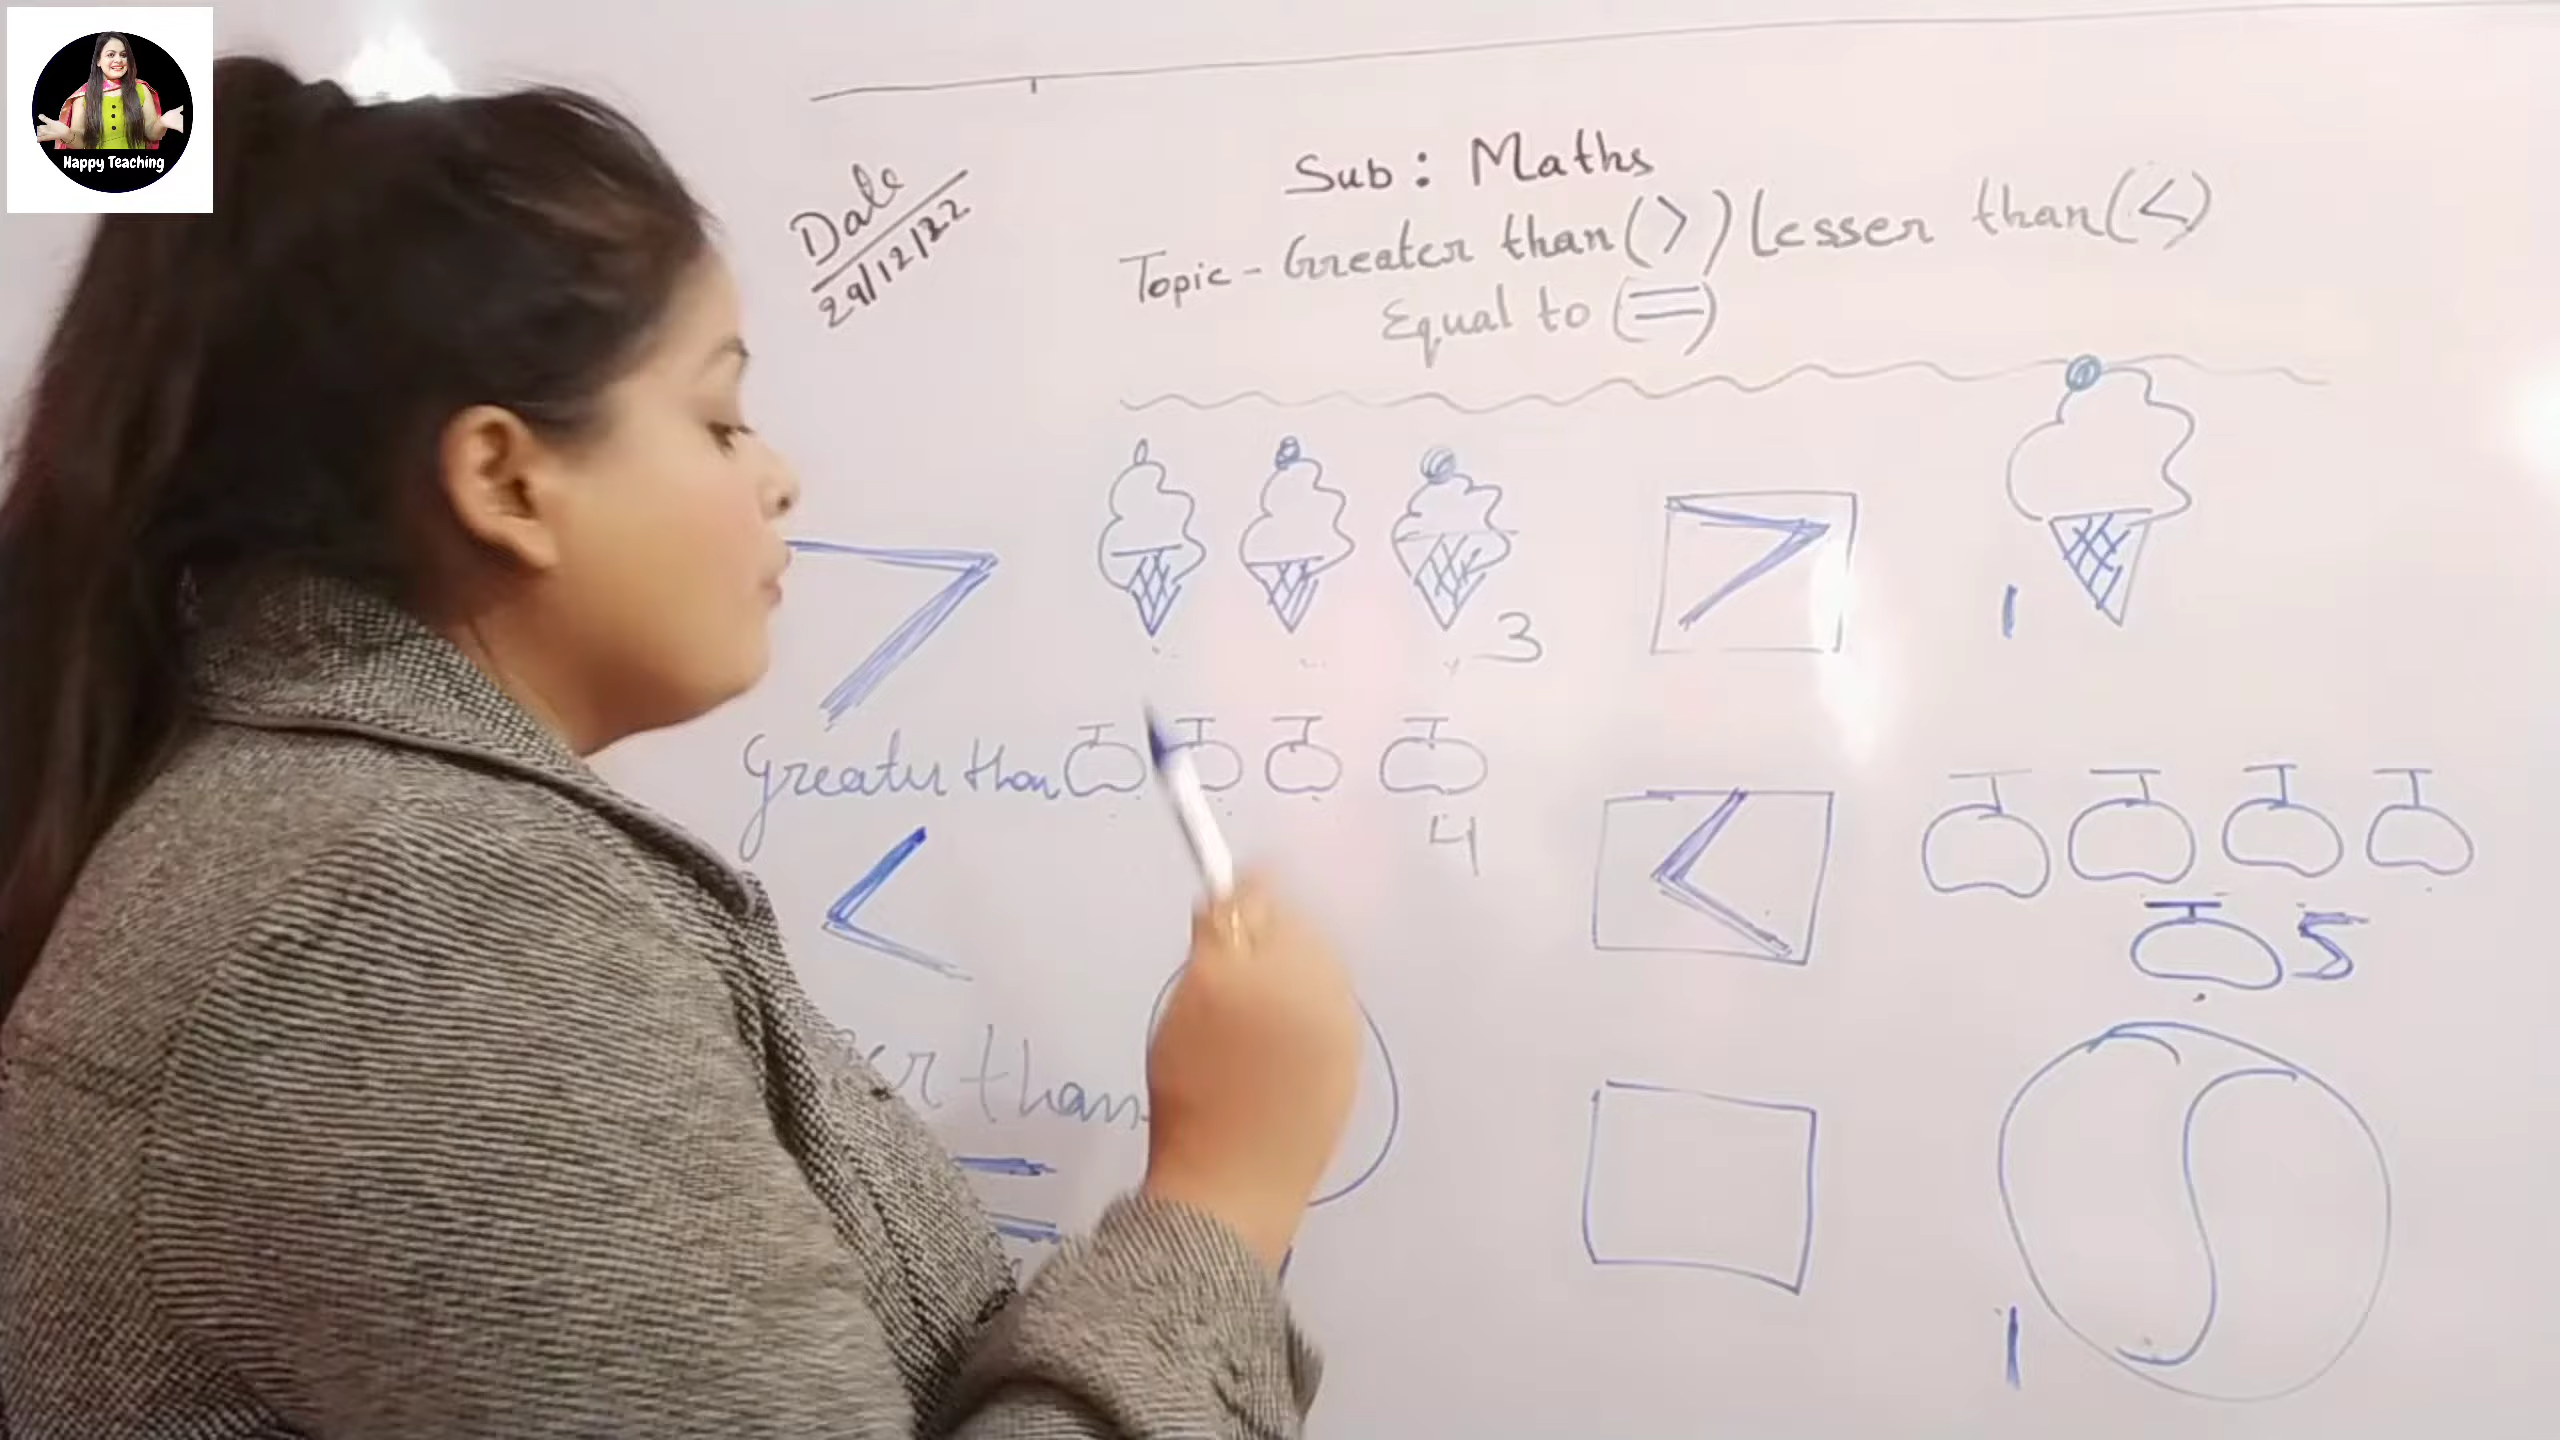 Happy Teaching
Date
29/12/22
Sub : Maths
Topic - Greater than (>) Lesser than (<)
Equal to (=)
>
3
>
1
Greater than
4
<
<
5
than
=
1